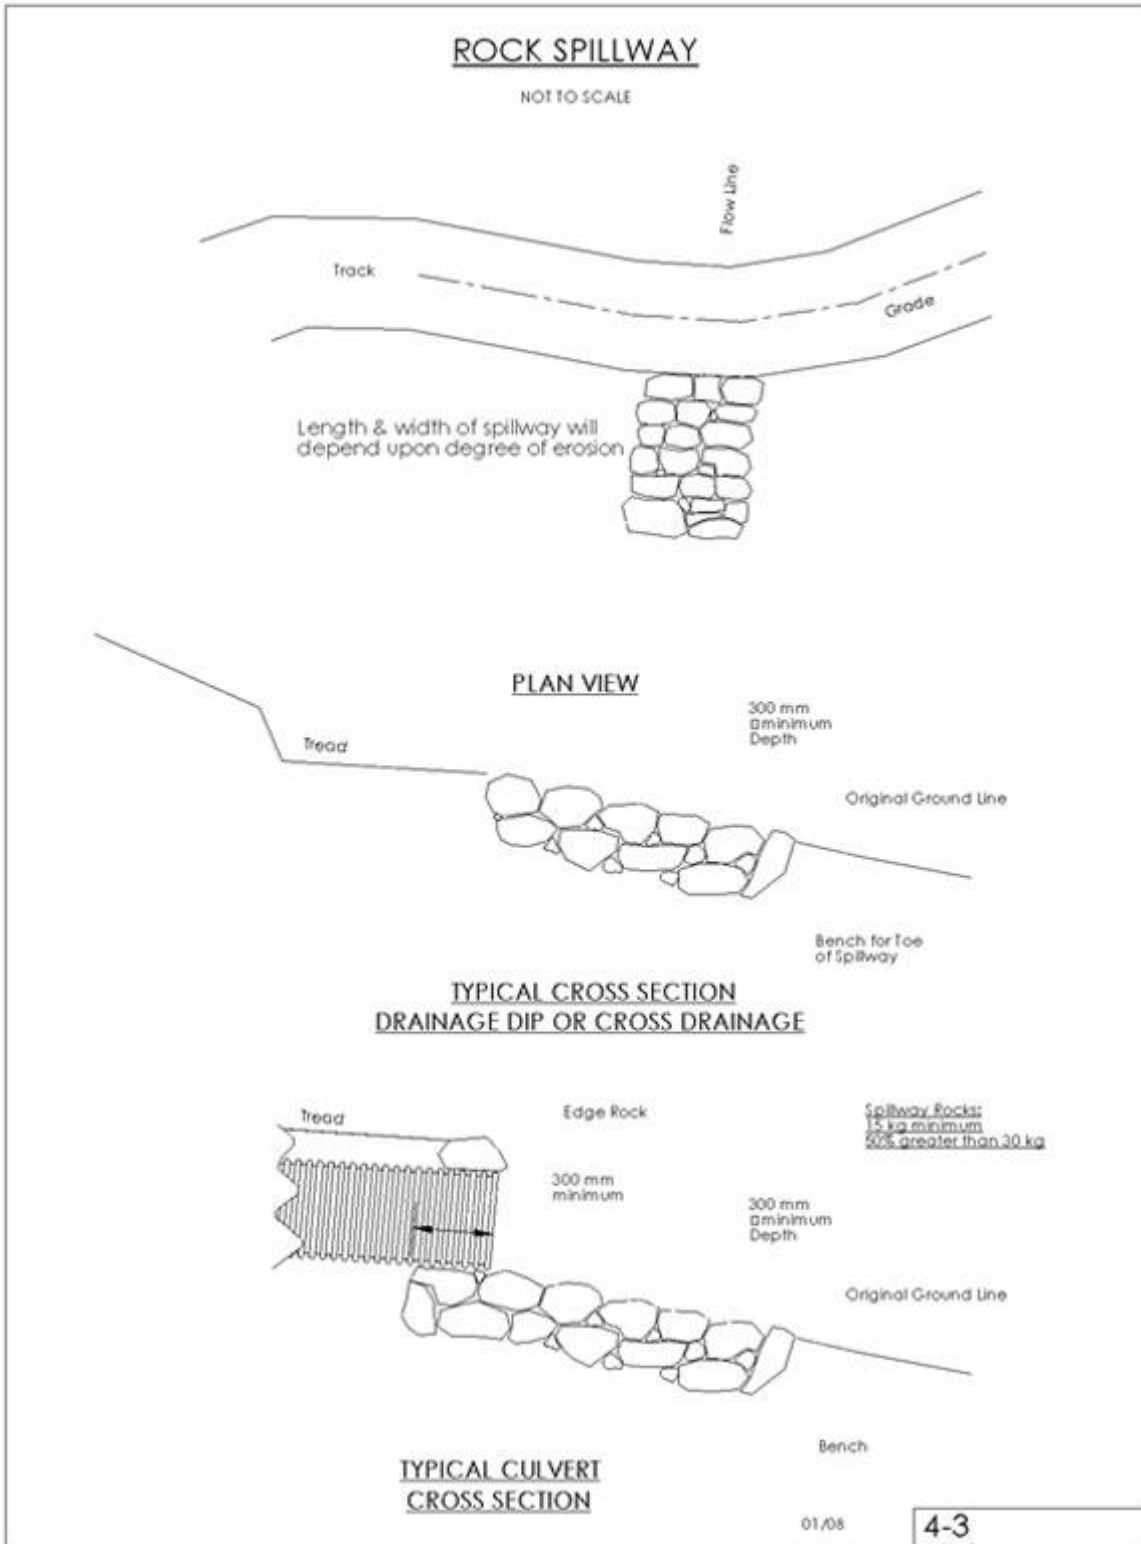 ROCK SPILLWAY
NOT TO SCALE
Flow Line
Track
Grade
Length & width of spillway will
depend upon degree of erosion
PLAN VIEW
300 mm
□minimum
Depth
Tread
Original Ground Line
Bench for Toe
of Spillway
TYPICAL CROSS SECTION
DRAINAGE DIP OR CROSS DRAINAGE
Tread
Edge Rock
Spillway Rocks:
15 kg minimum
50% greater than 30 kg
300 mm
minimum
300 mm
□minimum
Depth
Original Ground Line
Bench
TYPICAL CULVERT
CROSS SECTION
01/08
4-3